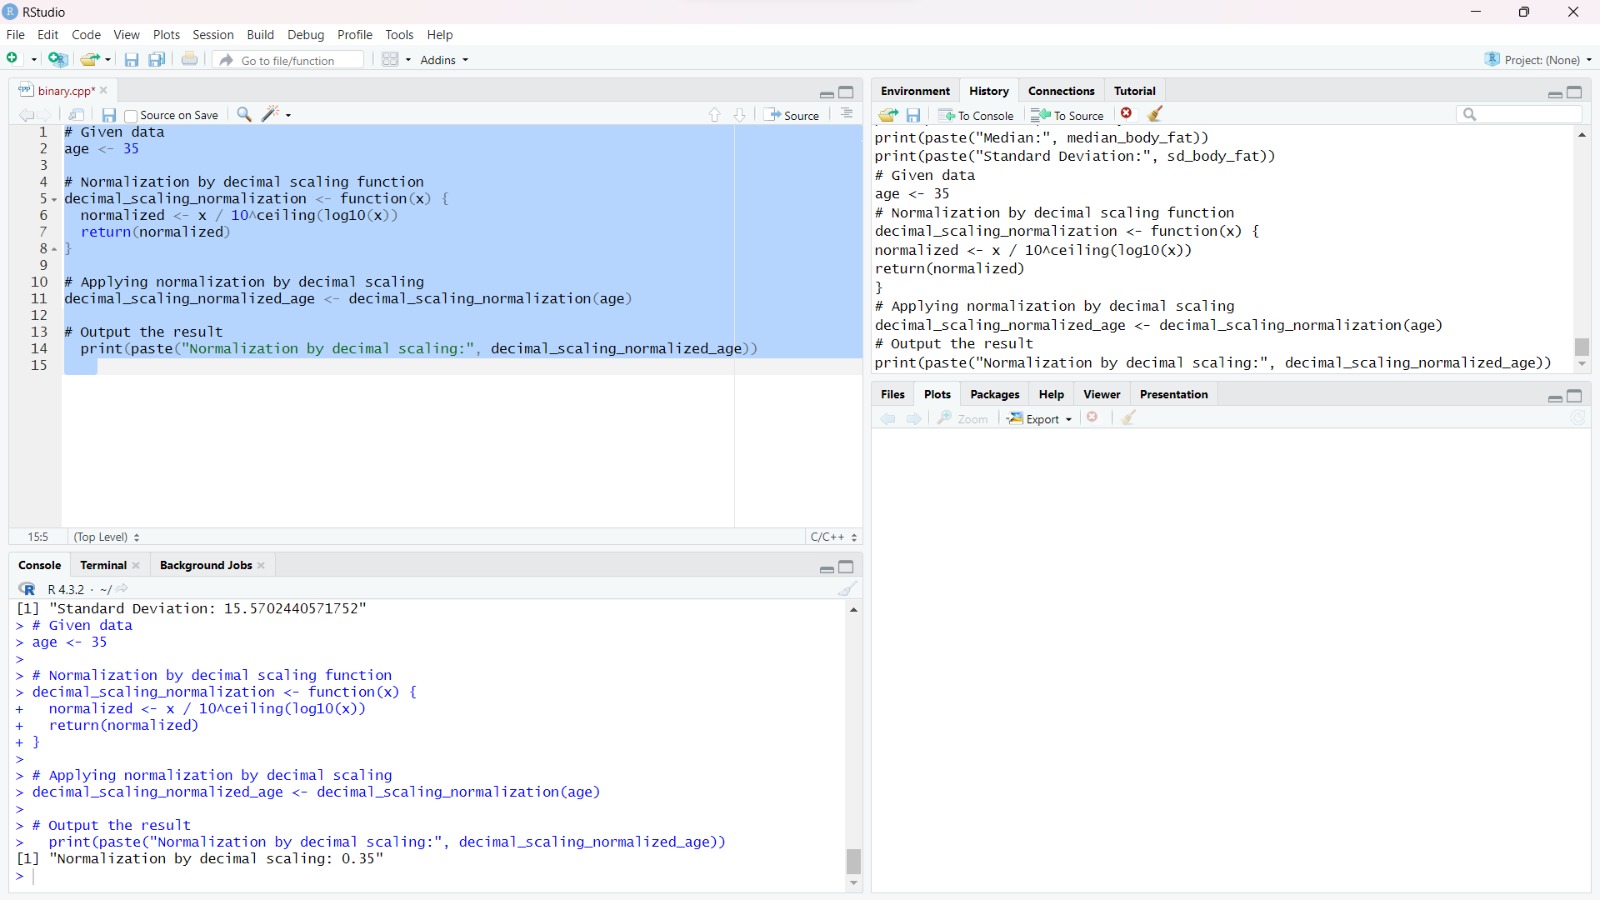 RStudio
File Edit Code View Plots Session Build Debug Profile Tools Help
Go to file/function Addins Project: (None)
binary.cpp*
Source on Save Source
1 # Given data
2 age <- 35
3
4 # Normalization by decimal scaling function
5 decimal_scaling_normalization <- function(x) {
6 normalized <- x / 10^ceiling(log10(x))
7 return(normalized)
8 }
9
10 # Applying normalization by decimal scaling
11 decimal_scaling_normalized_age <- decimal_scaling_normalization(age)
12
13 # Output the result
14 print(paste("Normalization by decimal scaling:", decimal_scaling_normalized_age))
15
15:5 (Top Level) C/C++
Console Terminal Background Jobs
R 4.3.2 · ~/
[1] "Standard Deviation: 15.5702440571752"
> # Given data
> age <- 35
>
> # Normalization by decimal scaling function
> decimal_scaling_normalization <- function(x) {
+ normalized <- x / 10^ceiling(log10(x))
+ return(normalized)
+ }
>
> # Applying normalization by decimal scaling
> decimal_scaling_normalized_age <- decimal_scaling_normalization(age)
>
> # Output the result
> print(paste("Normalization by decimal scaling:", decimal_scaling_normalized_age))
[1] "Normalization by decimal scaling: 0.35"
>
Environment History Connections Tutorial
To Console To Source
print(paste("Median:", median_body_fat))
print(paste("Standard Deviation:", sd_body_fat))
# Given data
age <- 35
# Normalization by decimal scaling function
decimal_scaling_normalization <- function(x) {
normalized <- x / 10^ceiling(log10(x))
return(normalized)
}
# Applying normalization by decimal scaling
decimal_scaling_normalized_age <- decimal_scaling_normalization(age)
# Output the result
print(paste("Normalization by decimal scaling:", decimal_scaling_normalized_age))
Files Plots Packages Help Viewer Presentation
Zoom Export